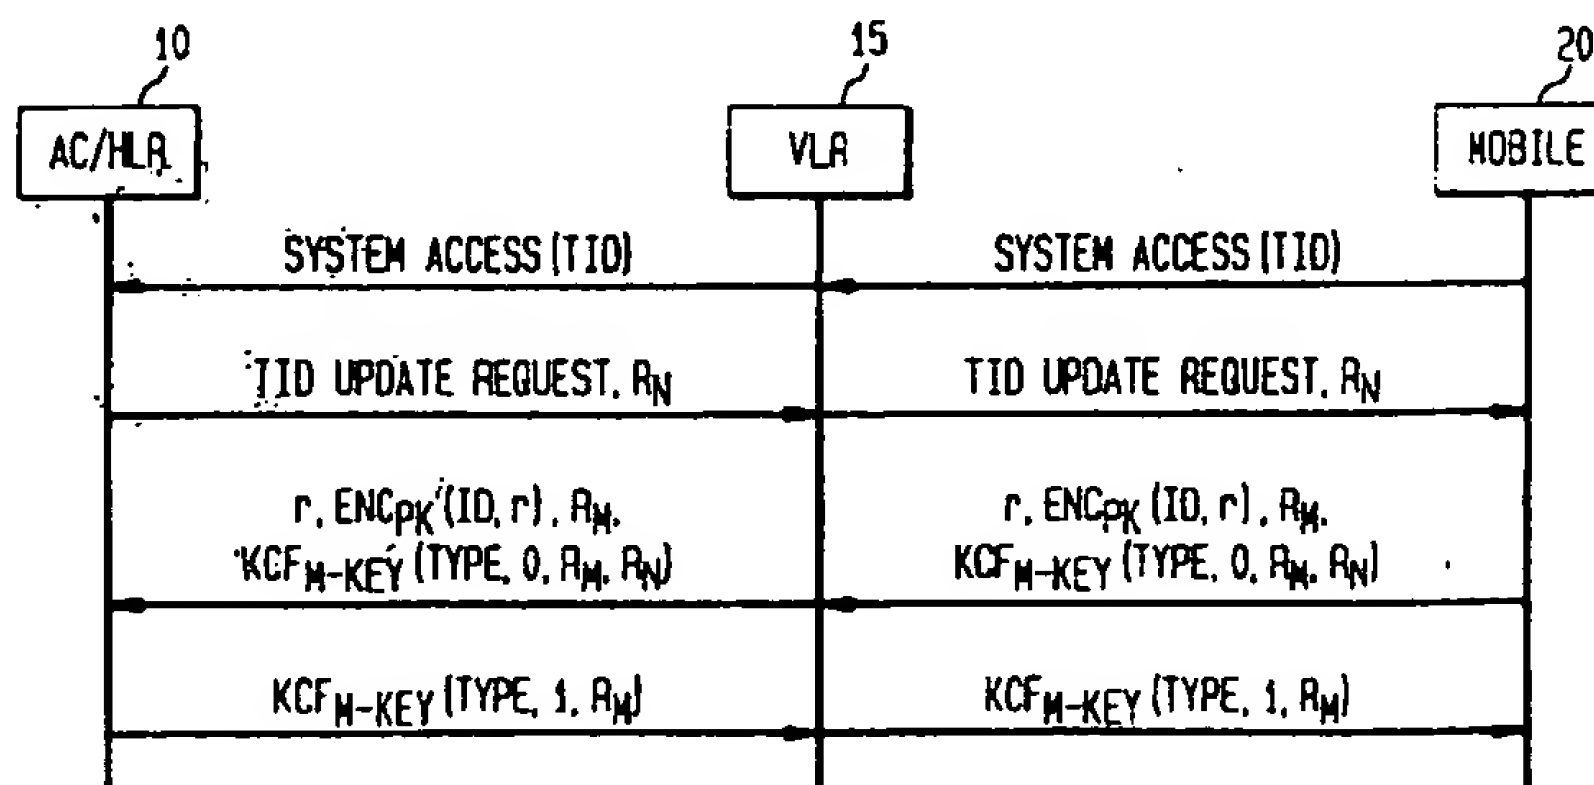 10
15
20
AC/HLR
VLR
MOBILE
SYSTEM ACCESS (TID)
SYSTEM ACCESS (TID)
TID UPDATE REQUEST, RN
TID UPDATE REQUEST, RN
r, ENCPK (ID, r), RM,
KCFM-KEY (TYPE, 0, RM, RN)
r, ENCPK (ID, r), RM,
KCFM-KEY (TYPE, 0, RM, RN)
KCFM-KEY (TYPE, 1, RM)
KCFM-KEY (TYPE, 1, RM)